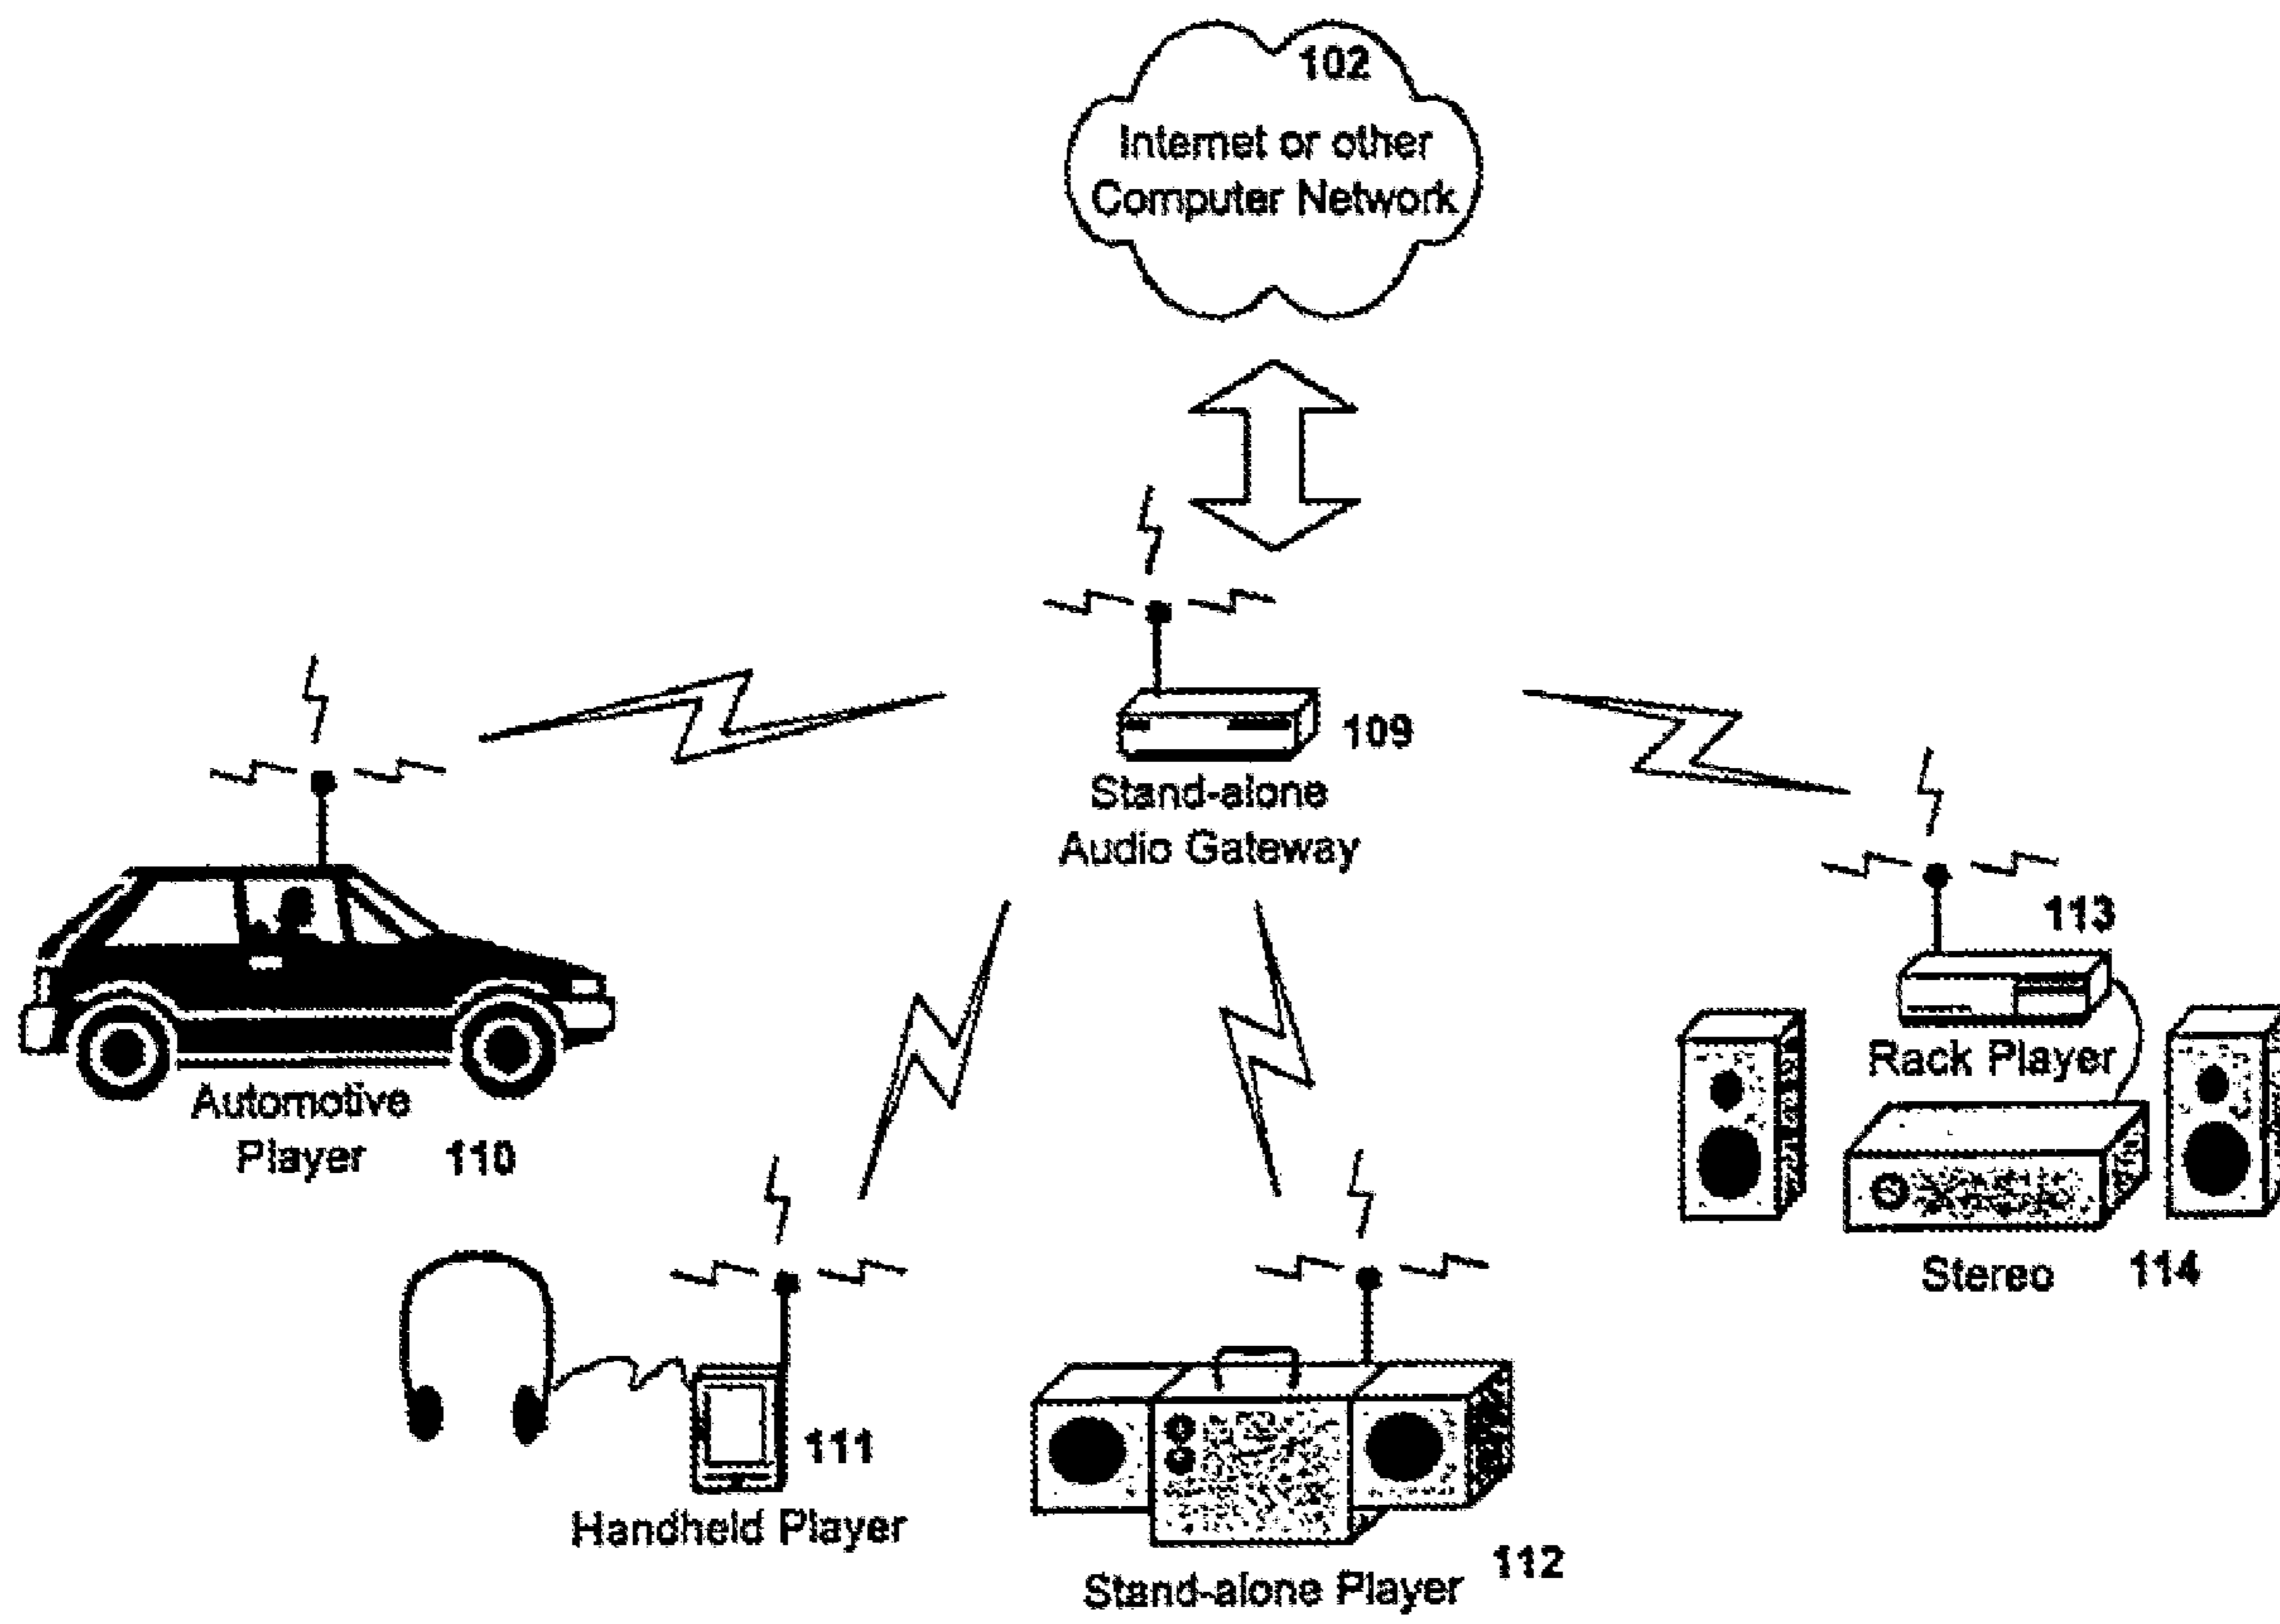 102
Internet or other
Computer Network
109
Stand-alone
Audio Gateway
113
Rack Player
Automotive
Player 110
Stereo 114
111
Handheld Player
112
Stand-alone Player